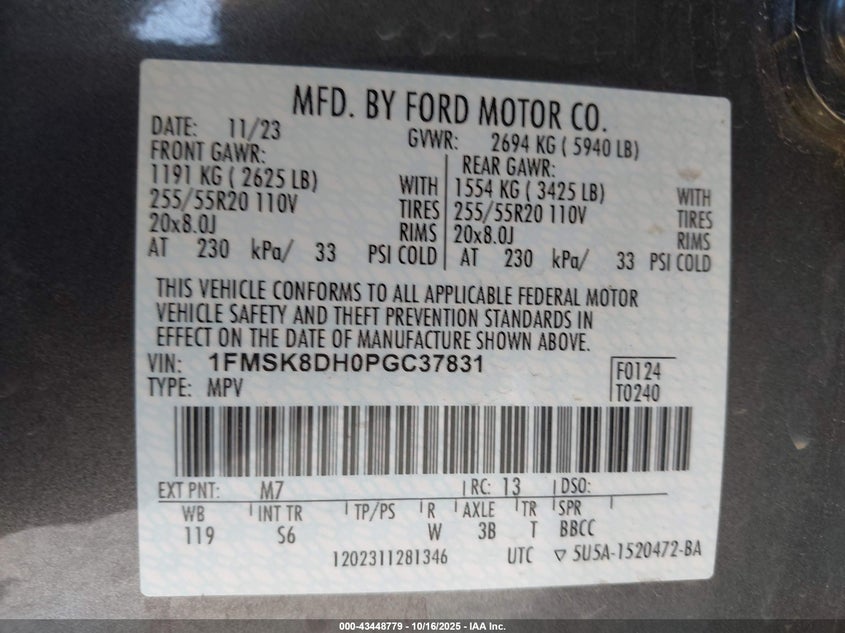 MFD. BY FORD MOTOR CO.
DATE: 11/23 GVWR: 2694 KG ( 5940 LB)
FRONT GAWR: REAR GAWR:
1191 KG ( 2625 LB) WITH 1554 KG ( 3425 LB) WITH
255/55R20 110V TIRES 255/55R20 110V TIRES
20x8.0J RIMS 20x8.0J RIMS
AT 230 kPa/ 33 PSI COLD AT 230 kPa/ 33 PSI COLD
THIS VEHICLE CONFORMS TO ALL APPLICABLE FEDERAL MOTOR
VEHICLE SAFETY AND THEFT PREVENTION STANDARDS IN
EFFECT ON THE DATE OF MANUFACTURE SHOWN ABOVE.
VIN: 1FMSK8DH0PGC37831 F0124
TYPE: MPV T0240
EXT PNT: M7 RC: 13 DSO:
WB INT TR TP/PS R AXLE TR SPR
119 S6 W 3B T BBCC
1202311281346 UTC ▽ 5U5A-1520472-BA
000-43448779 - 10/16/2025 - IAA Inc.